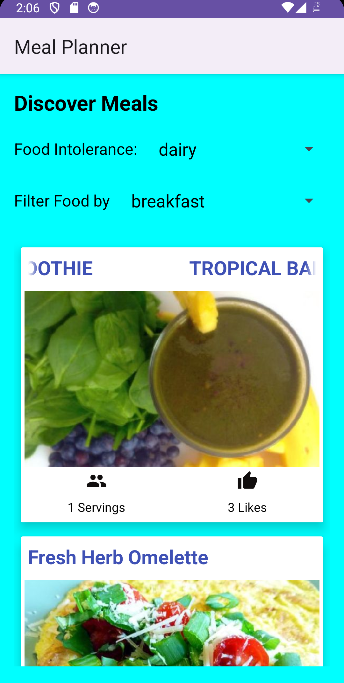 2:06
Meal Planner
Discover Meals
Food Intolerance: dairy
Filter Food by breakfast
OOTHIE TROPICAL BA
1 Servings 3 Likes
Fresh Herb Omelette